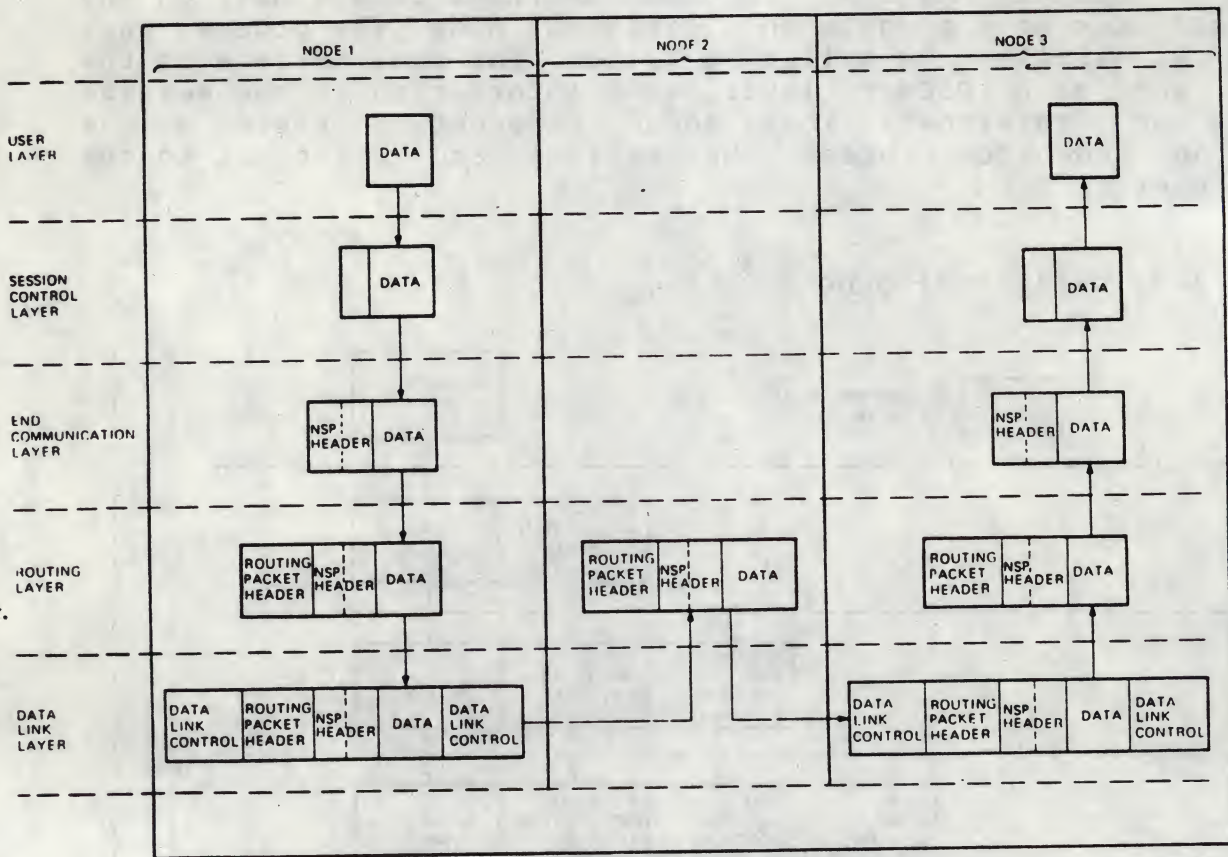 NODE 1
NODE 2
NODE 3
USER
LAYER
DATA
DATA
SESSION
CONTROL
LAYER
DATA
DATA
END
COMMUNICATION
LAYER
NSP
HEADER
DATA
NSP
HEADER
DATA
ROUTING
LAYER
ROUTING
PACKET
HEADER
NSP
HEADER
DATA
ROUTING
PACKET
HEADER
NSP
HEADER
DATA
ROUTING
PACKET
HEADER
NSP
HEADER
DATA
DATA
LINK
LAYER
DATA
LINK
CONTROL
ROUTING
PACKET
HEADER
NSP
HEADER
DATA
DATA
LINK
CONTROL
DATA
LINK
CONTROL
ROUTING
PACKET
HEADER
NSP
HEADER
DATA
DATA
LINK
CONTROL